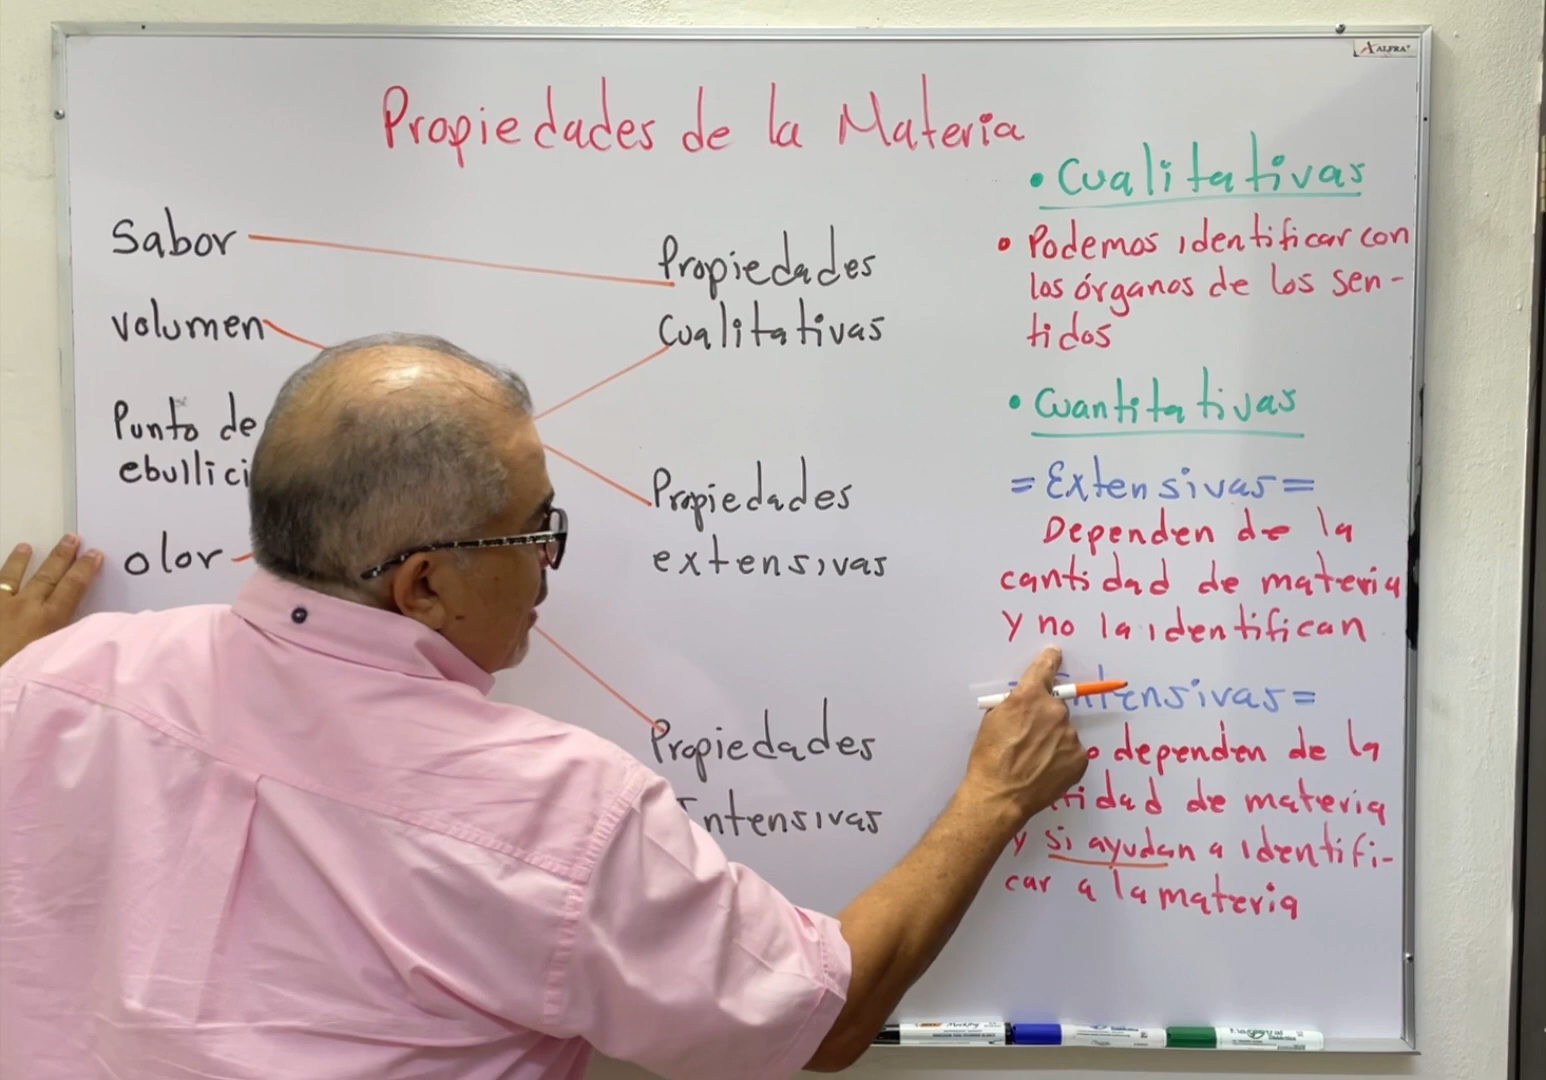 ALFRA
Propiedades de la Materia
Sabor
volumen
Punto de
ebullici
olor
Propiedades
Cualitativas
Propiedades
extensivas
Propiedades
Intensivas
• Cualitativas
• Podemos identificar con
los órganos de los sen-
tidos
• Cuantitativas
= Extensivas =
Dependen de la
cantidad de materia
y no la identifican
Intensivas =
dependen de la
tidad de materia
y si ayudan a identifi-
car a la materia